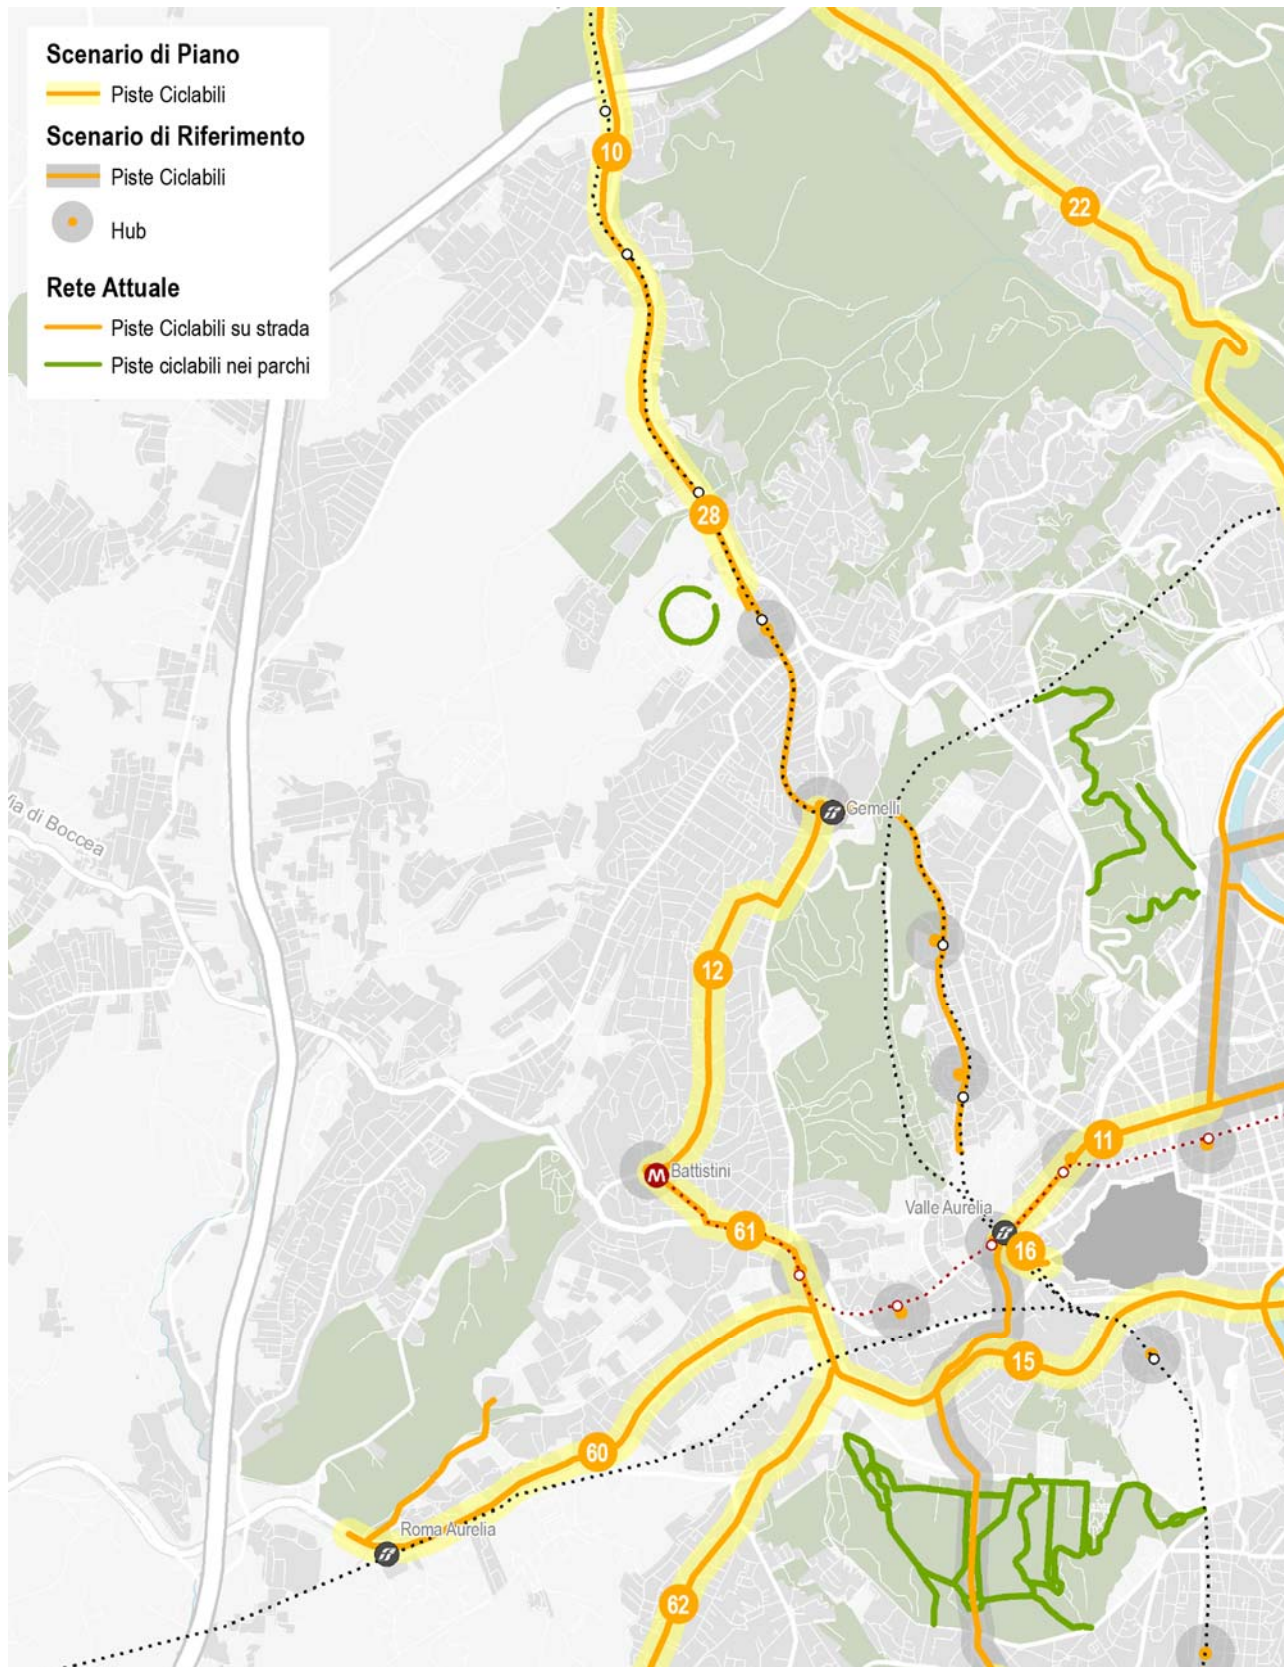 Scenario di Piano
Piste Ciclabili
Scenario di Riferimento
Piste Ciclabili
Hub
Rete Attuale
Piste Ciclabili su strada
Piste ciclabili nei parchi
10
22
28
Gemelli
Via di Boccea
12
11
Battistini
Valle Aurelia
61
16
15
60
Roma Aurelia
62